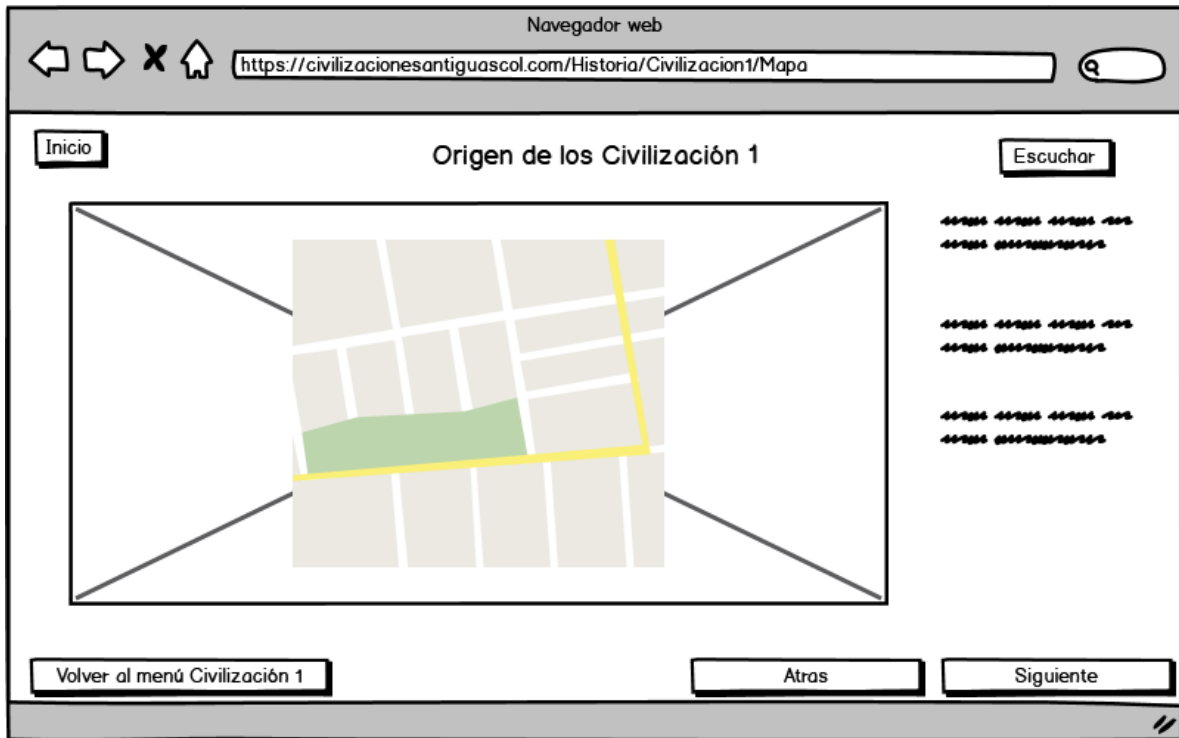 Navegador web
https://civilizacionesantiguascol.com/Historia/Civilizacion1/Mapa
Inicio
Origen de los Civilización 1
Escuchar
Volver al menú Civilización 1
Atras
Siguiente